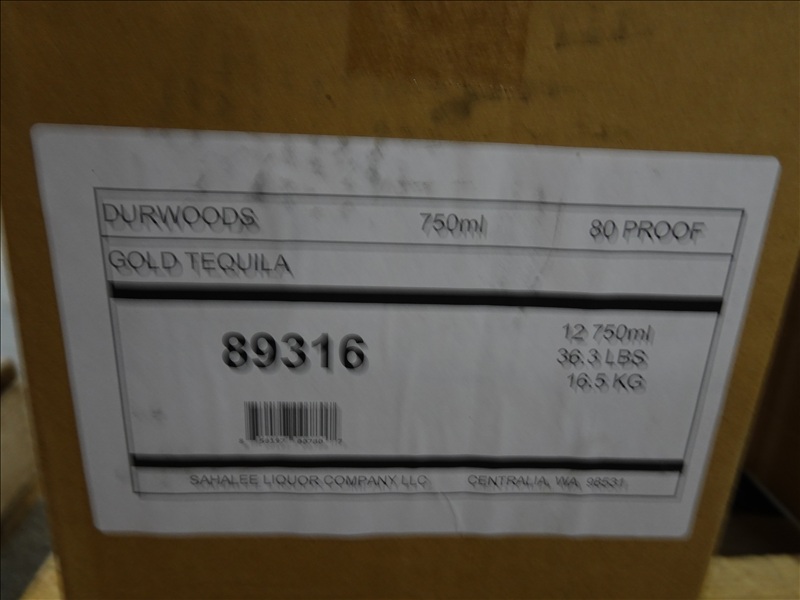 DURWOODS 750ml 80 PROOF
GOLD TEQUILA
89316
12 750ml
36.3 LBS
16.5 KG
SAHALEE LIQUOR COMPANY LLC CENTRALIA, WA, 98531